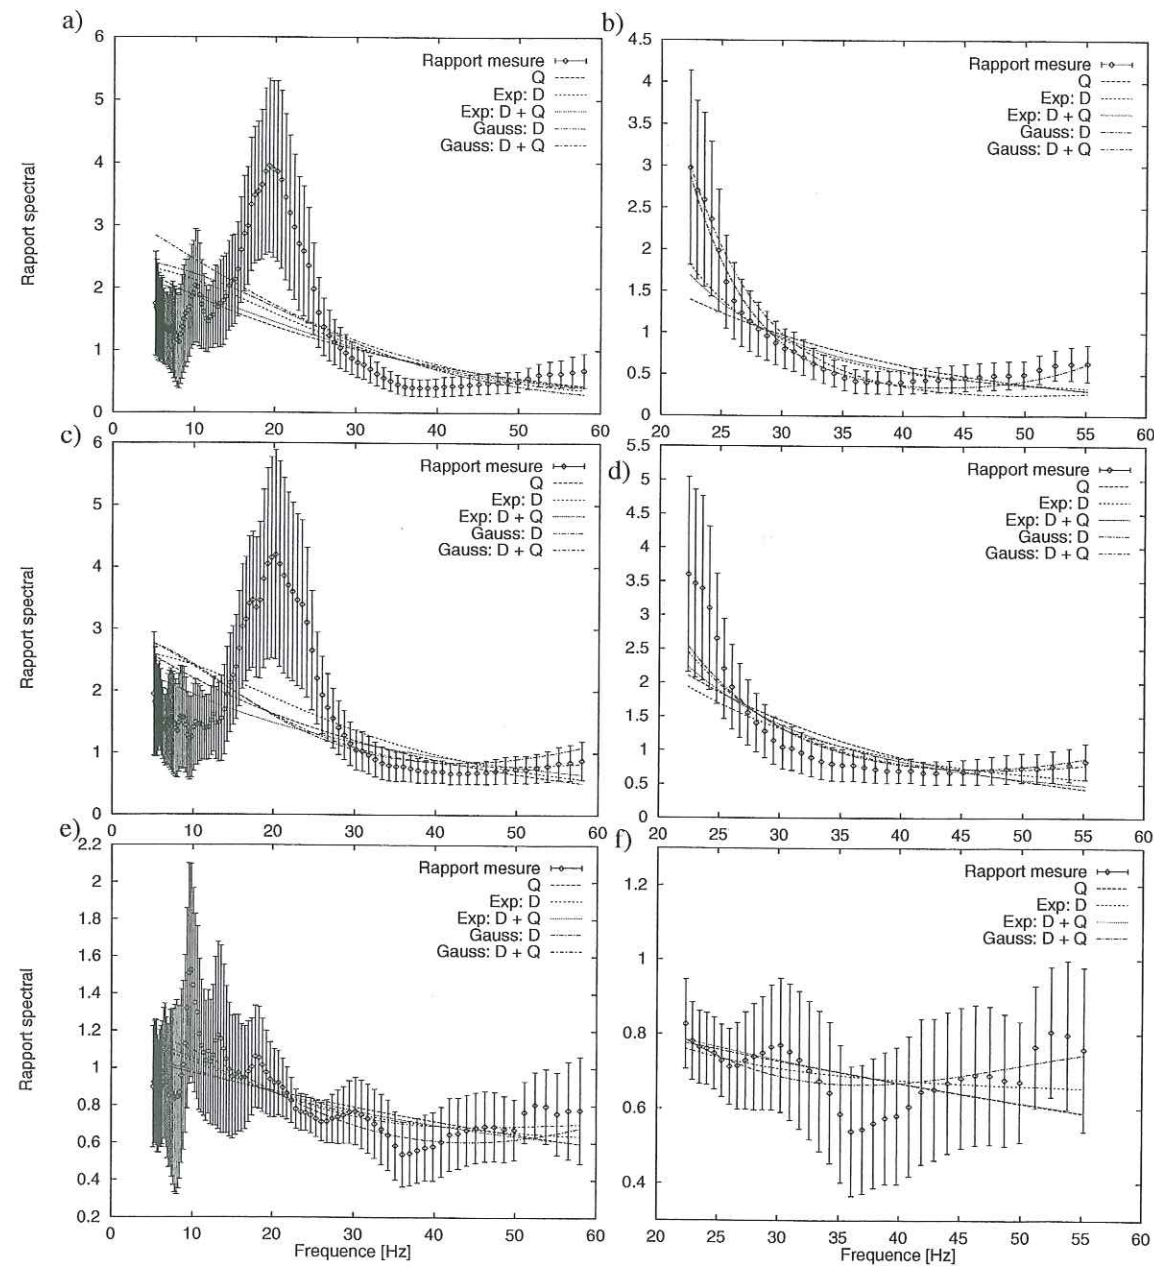 a)
6
5
4
3
2
1
0
0 10 20 30 40 50 60
Rapport spectral
Rapport mesure
Q
Exp: D
Exp: D + Q
Gauss: D
Gauss: D + Q
b)
4.5
4
3.5
3
2.5
2
1.5
1
0.5
0
20 25 30 35 40 45 50 55 60
Rapport mesure
Q
Exp: D
Exp: D + Q
Gauss: D
Gauss: D + Q
c)
6
5
4
3
2
1
0
0 10 20 30 40 50 60
Rapport spectral
Rapport mesure
Q
Exp: D
Exp: D + Q
Gauss: D
Gauss: D + Q
d)
5.5
5
4.5
4
3.5
3
2.5
2
1.5
1
0.5
0
20 25 30 35 40 45 50 55 60
Rapport mesure
Q
Exp: D
Exp: D + Q
Gauss: D
Gauss: D + Q
e)
2.2
2
1.8
1.6
1.4
1.2
1
0.8
0.6
0.4
0.2
0 10 20 30 40 50 60
Rapport spectral
Frequence [Hz]
Rapport mesure
Q
Exp: D
Exp: D + Q
Gauss: D
Gauss: D + Q
f)
1.2
1
0.8
0.6
0.4
20 25 30 35 40 45 50 55 60
Frequence [Hz]
Rapport mesure
Q
Exp: D
Exp: D + Q
Gauss: D + Q